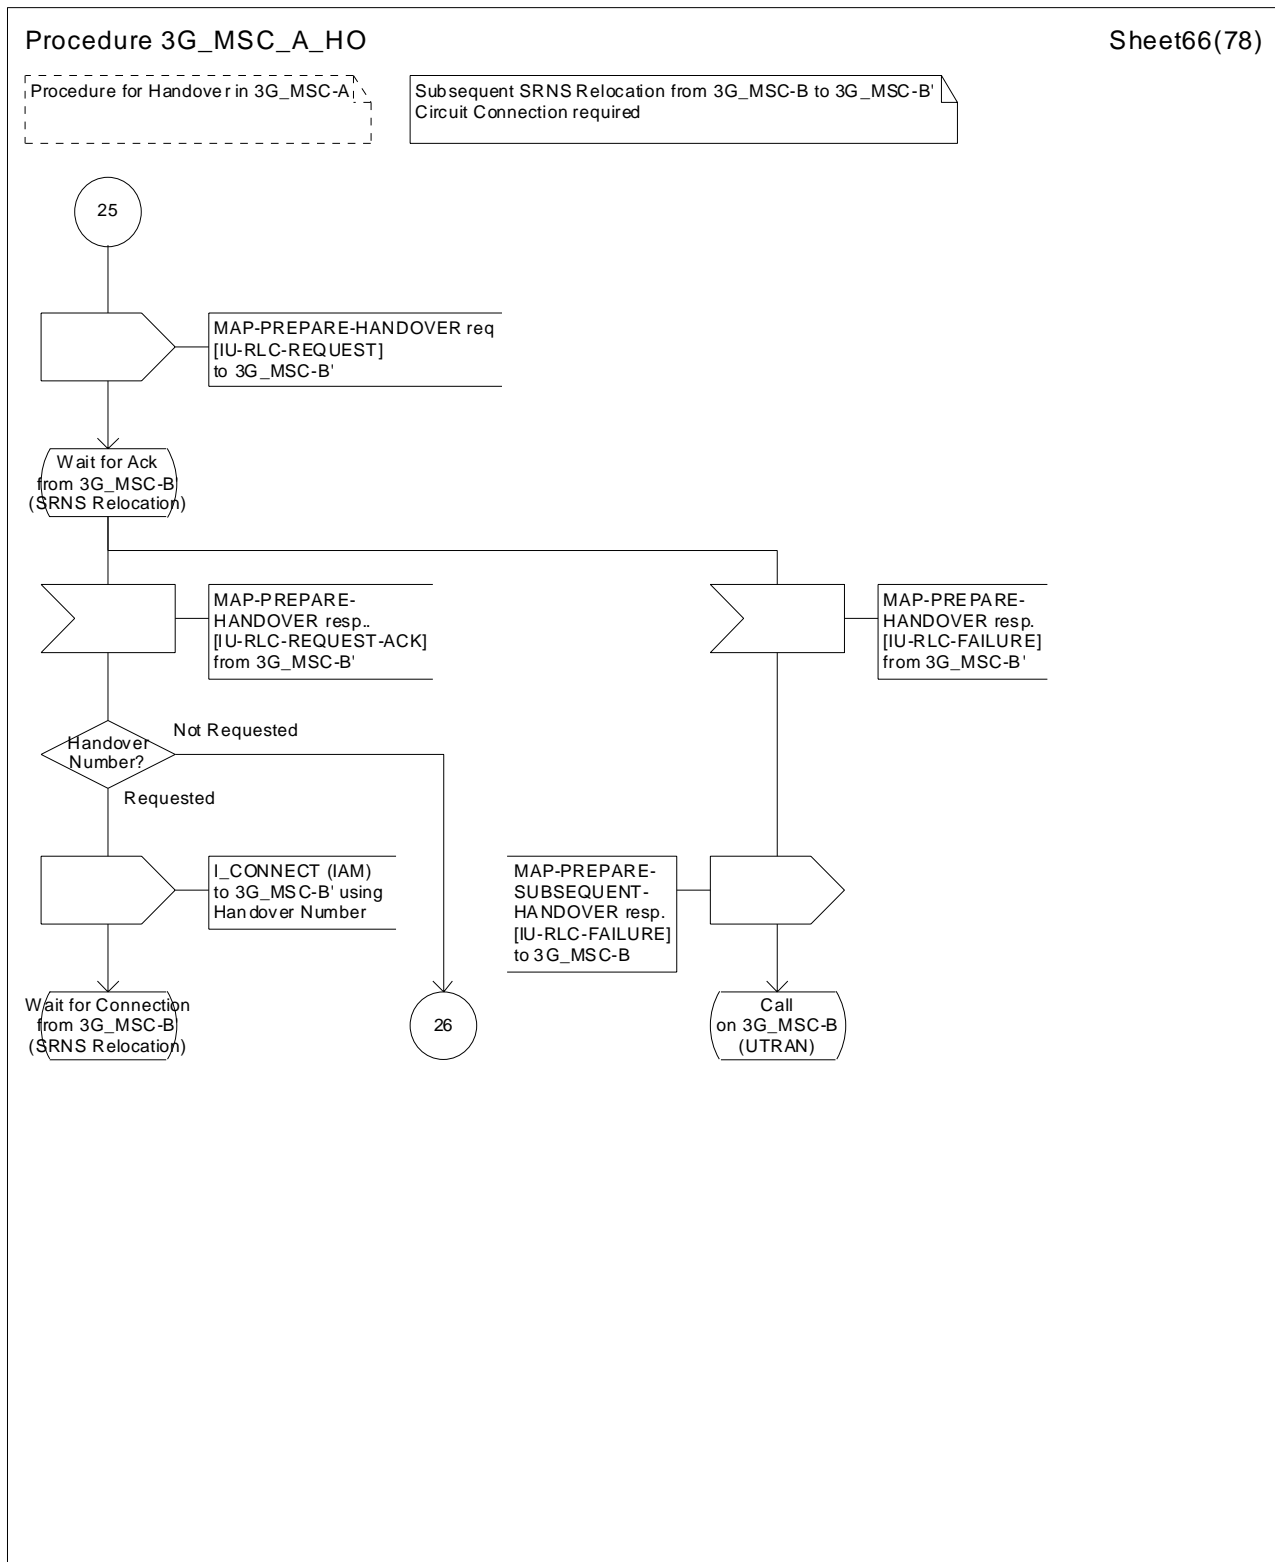 Procedure 3G_MSC_A_HO
Sheet66(78)
Procedure for Handover in 3G_MSC-A
Subsequent SRNS Relocation from 3G_MSC-B to 3G_MSC-B'
Circuit Connection required
25
MAP-PREPARE-HANDOVER req
[IU-RLC-REQUEST]
to 3G_MSC-B'
Wait for Ack
from 3G_MSC-B'
(SRNS Relocation)
MAP-PREPARE-
HANDOVER resp..
[IU-RLC-REQUEST-ACK]
from 3G_MSC-B'
MAP-PREPARE-
HANDOVER resp.
[IU-RLC-FAILURE]
from 3G_MSC-B'
Handover
Number?
Not Requested
Requested
I_CONNECT (IAM)
to 3G_MSC-B' using
Handover Number
MAP-PREPARE-
SUBSEQUENT-
HANDOVER resp.
[IU-RLC-FAILURE]
to 3G_MSC-B
Wait for Connection
from 3G_MSC-B'
(SRNS Relocation)
26
Call
on 3G_MSC-B
(UTRAN)